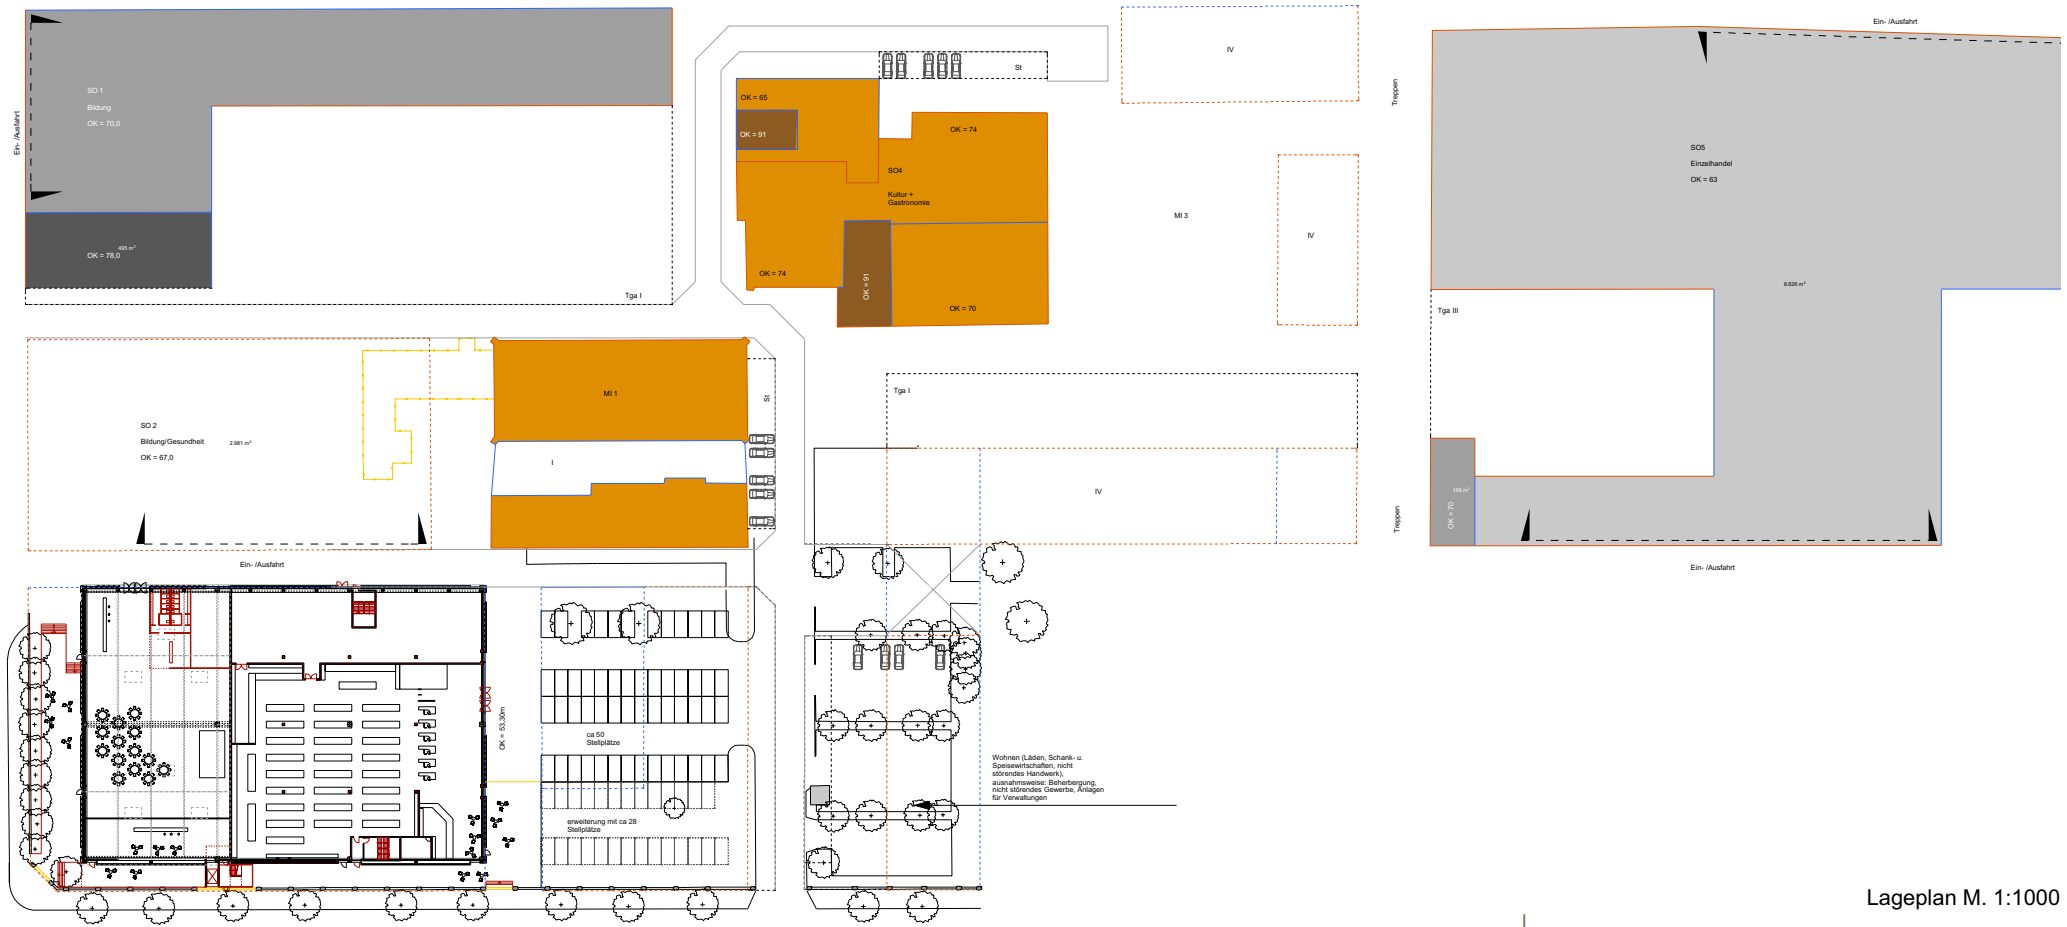 Ein- /Ausfahrt
SO 1
Bildung
OK = 70,0
495 m²
OK = 78,0
Tga I
OK = 65
OK = 91
OK = 74
SO4
Kultur +
Gastronomie
OK = 74
OK = 91
OK = 70
St
IV
MI 3
IV
Treppen
Ein- /Ausfahrt
SO5
Einzelhandel
OK = 63
8.626 m²
Tga III
108 m²
OK = 70
Treppen
Ein- /Ausfahrt
SO 2
Bildung/Gesundheit
2.981 m²
OK = 67,0
MI 1
I
St
Tga I
IV
Ein- /Ausfahrt
OK = 53,30m
ca 50
Stellplätze
erweiterung mit ca 28
Stellplätze
Wohnen (Läden, Schank- u.
Speisewirtschaften, nicht
störendes Handwerk),
ausnahmsweise: Beherbergung,
nicht störendes Gewerbe, Anlagen
für Verwaltungen
Lageplan M. 1:1000